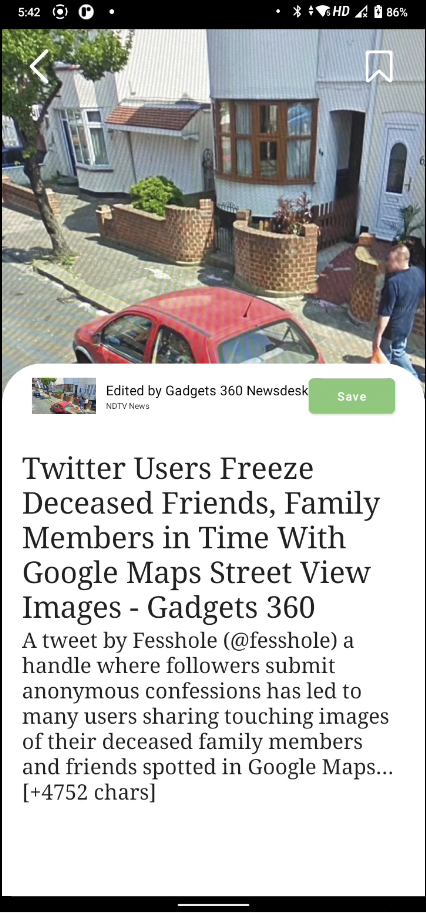 5:42
HD
86%
Edited by Gadgets 360 Newsdesk
NDTV News
Save
Twitter Users Freeze
Deceased Friends, Family
Members in Time With
Google Maps Street View
Images - Gadgets 360
A tweet by Fesshole (@fesshole) a
handle where followers submit
anonymous confessions has led to
many users sharing touching images
of their deceased family members
and friends spotted in Google Maps…
[+4752 chars]